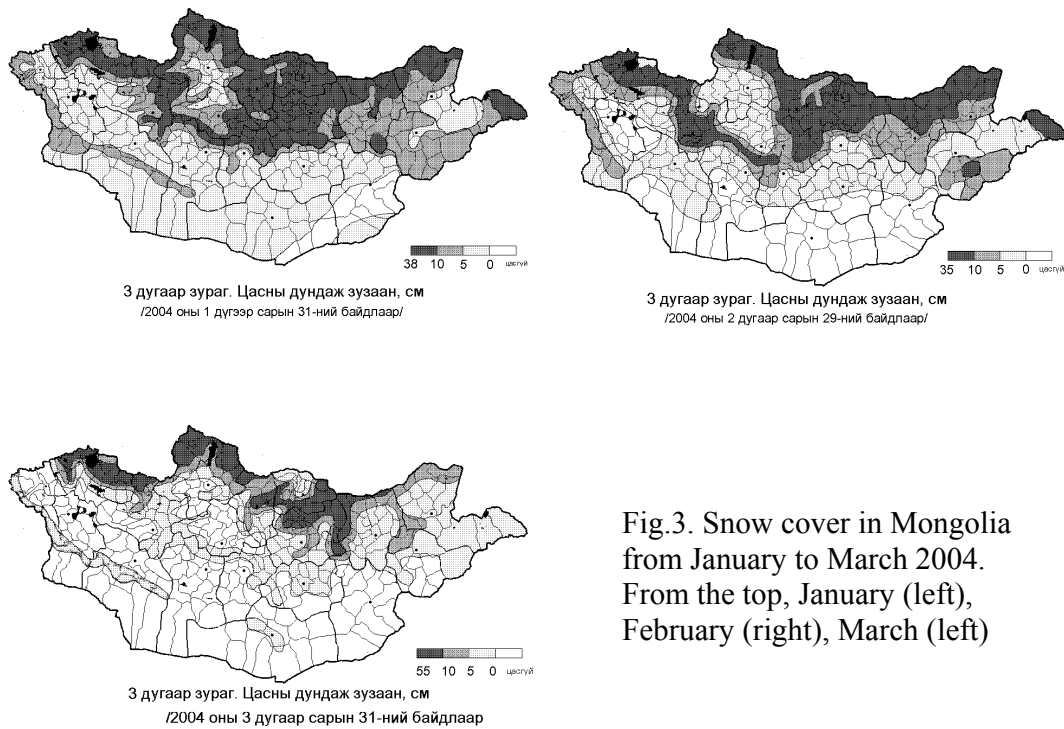 38 10 5 0 цасгүй
3 дугаар зураг. Цасны дундаж зузаан, см
/2004 оны 1 дүгээр сарын 31-ний байдлаар/
35 10 5 0 цасгүй
3 дугаар зураг. Цасны дундаж зузаан, см
/2004 оны 2 дугаар сарын 29-ний байдлаар/
55 10 5 0 цасгүй
3 дугаар зураг. Цасны дундаж зузаан, см
/2004 оны 3 дугаар сарын 31-ний байдлаар
Fig.3. Snow cover in Mongolia
from January to March 2004.
From the top, January (left),
February (right), March (left)